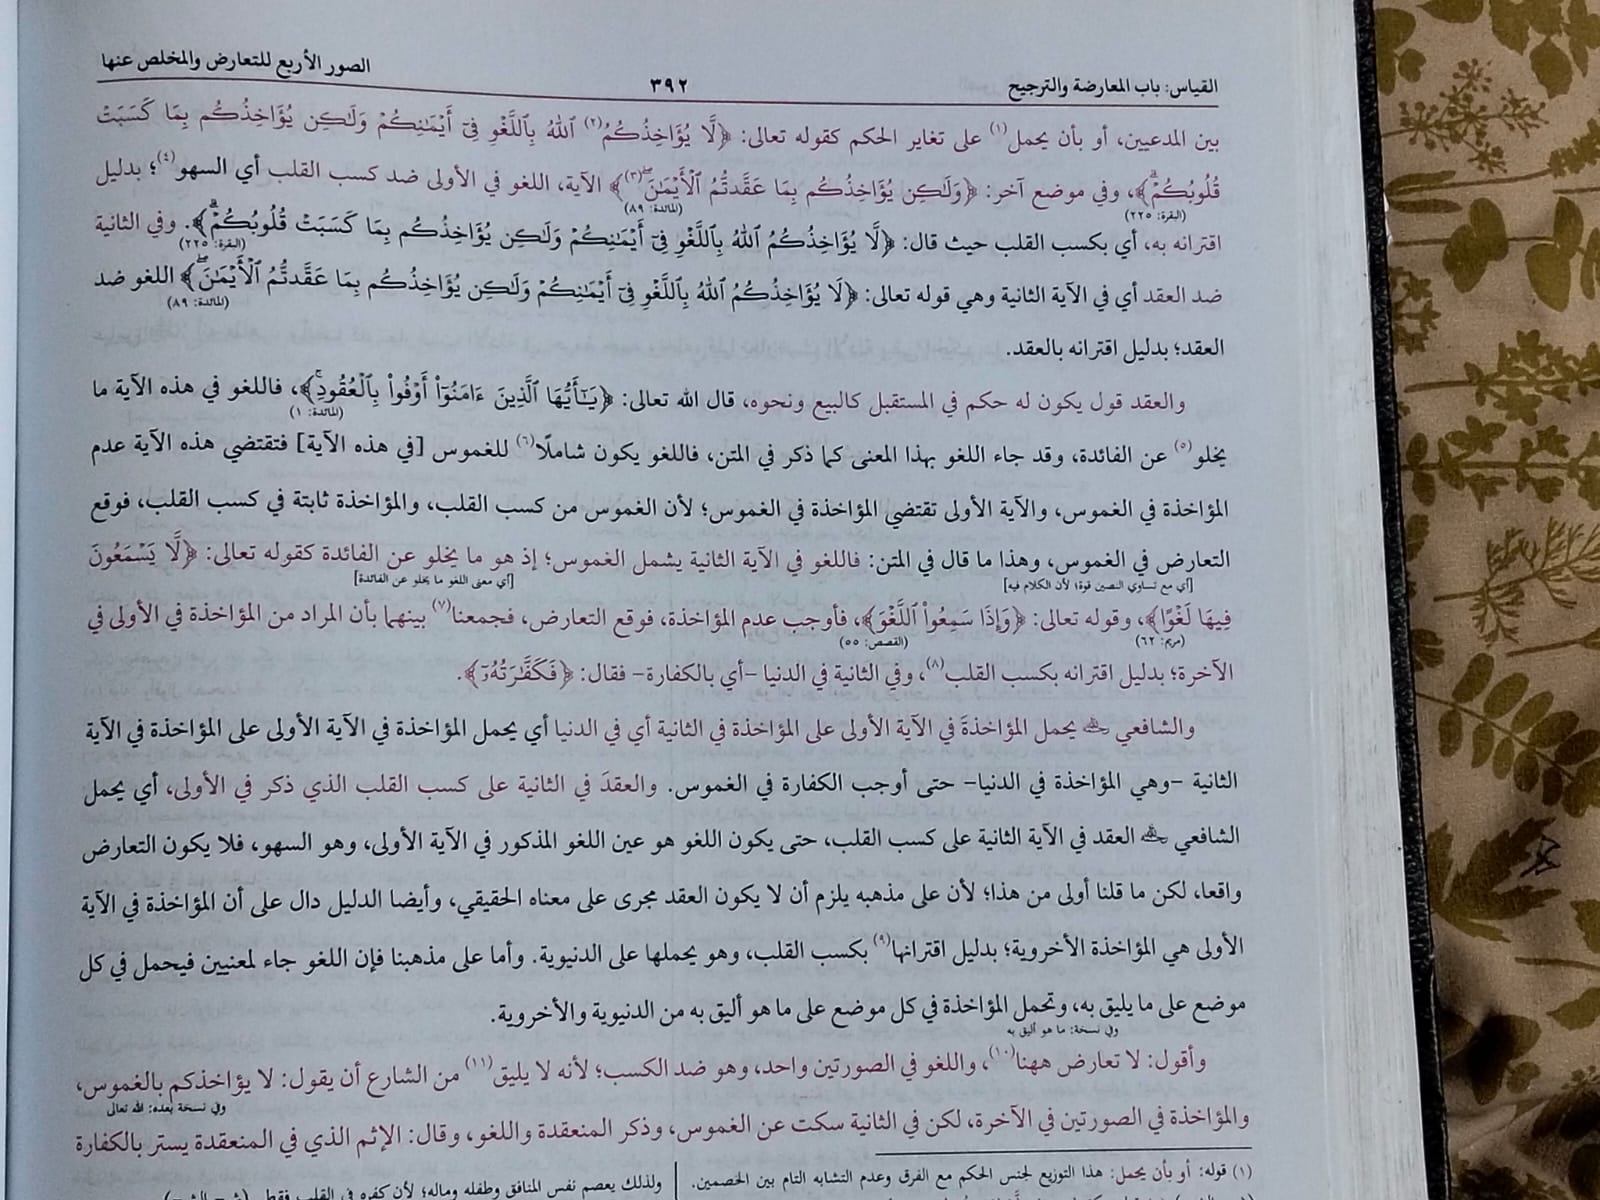 القياس: باب المعارضة والترجيح ٣٩٢ الصور الأربع للتعارض والمخلص عنها
بين المدعيين، أو بأن يحمل(١) على تغاير الحكم كقوله تعالى: ﴿لَّا يُؤَاخِذُكُمُ(٢) ٱللَّهُ بِٱللَّغْوِ فِيٓ أَيْمَٰنِكُمْ وَلَٰكِن يُؤَاخِذُكُم بِمَا كَسَبَتْ
قُلُوبُكُمْ﴾، وفي موضع آخر: ﴿وَلَٰكِن يُؤَاخِذُكُم بِمَا عَقَّدتُّمُ ٱلْأَيْمَٰنَ(٣)﴾ الآية، اللغو في الأولى ضد كسب القلب أي السهو(٤)؛ بدليل
(البقرة: ٢٢٥) (المائدة: ٨٩)
اقترانه به، أي بكسب القلب حيث قال: ﴿لَّا يُؤَاخِذُكُمُ ٱللَّهُ بِٱللَّغْوِ فِيٓ أَيْمَٰنِكُمْ وَلَٰكِن يُؤَاخِذُكُم بِمَا كَسَبَتْ قُلُوبُكُمْ﴾. وفي الثانية
(البقرة: ٢٢٥)
ضد العقد أي في الآية الثانية وهي قوله تعالى: ﴿لَا يُؤَاخِذُكُمُ ٱللَّهُ بِٱللَّغْوِ فِيٓ أَيْمَٰنِكُمْ وَلَٰكِن يُؤَاخِذُكُم بِمَا عَقَّدتُّمُ ٱلْأَيْمَٰنَ﴾ اللغو ضد
(المائدة: ٨٩)
العقد؛ بدليل اقترانه بالعقد.
والعقد قول يكون له حكم في المستقبل كالبيع ونحوه، قال الله تعالى: ﴿يَٰٓأَيُّهَا ٱلَّذِينَ ءَامَنُوٓاْ أَوْفُواْ بِٱلْعُقُودِ﴾، فاللغو في هذه الآية ما
(المائدة: ١)
يخلو(٥) عن الفائدة، وقد جاء اللغو بهذا المعنى كما ذكر في المتن، فاللغو يكون شاملًا(٦) للغموس [في هذه الآية] فتقتضي هذه الآية عدم
المؤاخذة في الغموس، والآية الأولى تقتضي المؤاخذة في الغموس؛ لأن الغموس من كسب القلب، والمؤاخذة ثابتة في كسب القلب، فوقع
التعارض في الغموس، وهذا ما قال في المتن: فاللغو في الآية الثانية يشمل الغموس؛ إذ هو ما يخلو عن الفائدة كقوله تعالى: ﴿لَّا يَسْمَعُونَ
[أي مع تساوي النصين قوة؛ لأن الكلام فيه] [أي معنى اللغو ما يخلو عن الفائدة]
فِيهَا لَغْوًا﴾، وقوله تعالى: ﴿وَإِذَا سَمِعُواْ ٱللَّغْوَ﴾، فأوجب عدم المؤاخذة، فوقع التعارض، فجمعنا(٧) بينهما بأن المراد من المؤاخذة في الأولى في
(مريم: ٦٢) (القصص: ٥٥)
الآخرة؛ بدليل اقترانه بكسب القلب(٨)، وفي الثانية في الدنيا -أي بالكفارة- فقال: ﴿فَكَفَّٰرَتُهُۥٓ﴾.
والشافعي ﵀ يحمل المؤاخذةَ في الآية الأولى على المؤاخذة في الثانية أي في الدنيا أي يحمل المؤاخذة في الآية الأولى على المؤاخذة في الآية
الثانية -وهي المؤاخذة في الدنيا- حتى أوجب الكفارة في الغموس. والعقدَ في الثانية على كسب القلب الذي ذكر في الأولى، أي يحمل
الشافعي ﵀ العقد في الآية الثانية على كسب القلب، حتى يكون اللغو هو عين اللغو المذكور في الآية الأولى، وهو السهو، فلا يكون التعارض
واقعا، لكن ما قلنا أولى من هذا؛ لأن على مذهبه يلزم أن لا يكون العقد مجرى على معناه الحقيقي، وأيضا الدليل دال على أن المؤاخذة في الآية
الأولى هي المؤاخذة الأخروية؛ بدليل اقترانها(٩) بكسب القلب، وهو يحملها على الدنيوية. وأما على مذهبنا فإن اللغو جاء لمعنيين فيحمل في كل
موضع على ما يليق به، وتحمل المؤاخذة في كل موضع على ما هو أليق به من الدنيوية والأخروية.
وفي نسخة: ما هو أليق به
وأقول: لا تعارض ههنا(١٠)، واللغو في الصورتين واحد، وهو ضد الكسب؛ لأنه لا يليق(١١) من الشارع أن يقول: لا يؤاخذكم بالغموس،
وفي نسخة بعده: الله تعالى
والمؤاخذة في الصورتين في الآخرة، لكن في الثانية سكت عن الغموس، وذكر المنعقدة واللغو، وقال: الإثم الذي في المنعقدة يستر بالكفارة
(١) قوله: أو بأن يحمل: هذا التوزيع لجنس الحكم مع الفرق وعدم التشابه التام بين الخصمين.
ولذلك يعصم نفس المنافق وطفله وماله؛ لأن كفره في القلب فقط.